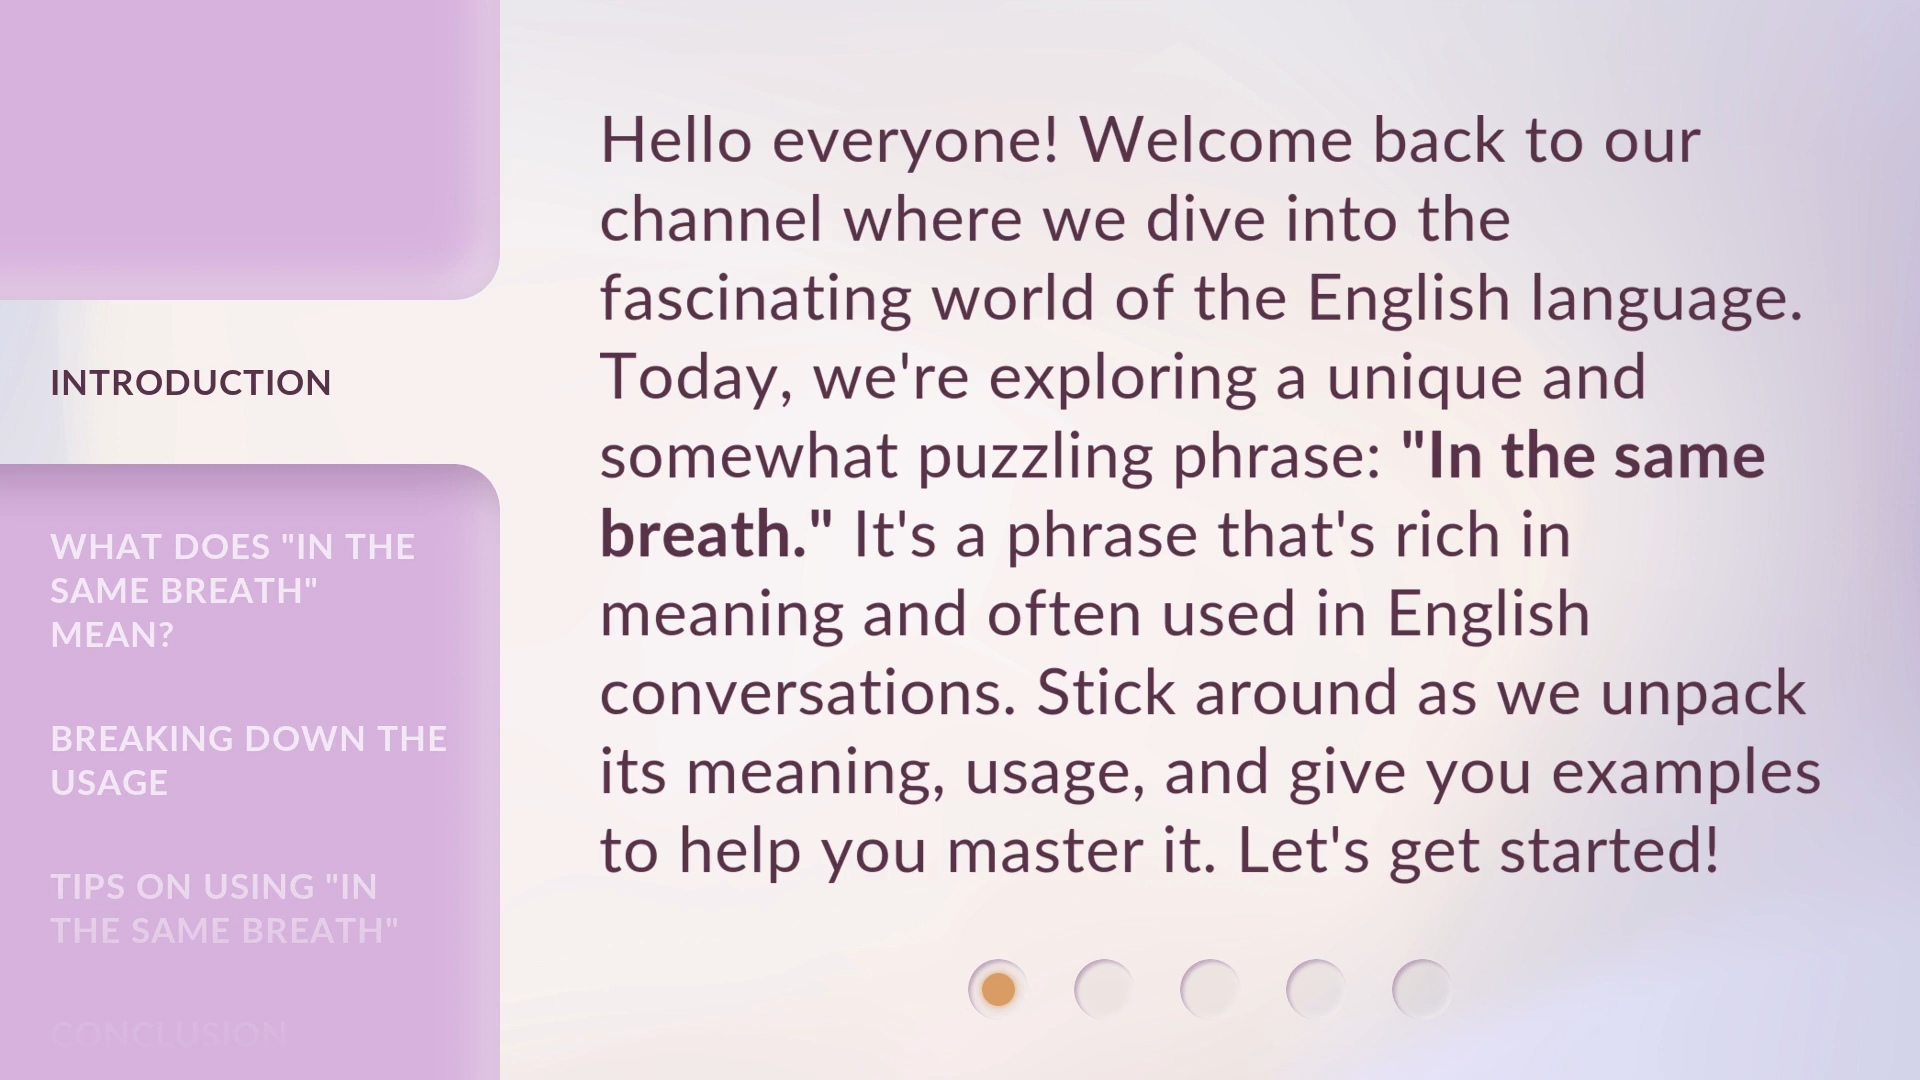 INTRODUCTION
WHAT DOES "IN THE
SAME BREATH"
MEAN?
BREAKING DOWN THE
USAGE
TIPS ON USING "IN
THE SAME BREATH"
CONCLUSION
Hello everyone! Welcome back to our
channel where we dive into the
fascinating world of the English language.
Today, we're exploring a unique and
somewhat puzzling phrase: "In the same
breath." It's a phrase that's rich in
meaning and often used in English
conversations. Stick around as we unpack
its meaning, usage, and give you examples
to help you master it. Let's get started!